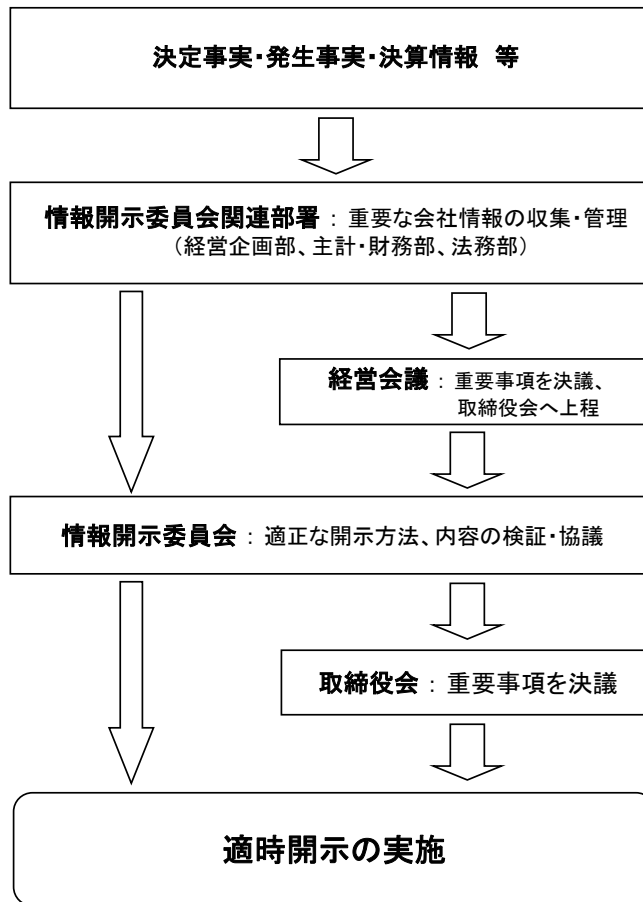 決定事実・発生事実・決算情報 等
情報開示委員会関連部署 : 重要な会社情報の収集・管理
(経営企画部、主計・財務部、法務部)
経営会議 : 重要事項を決議、
取締役会へ上程
情報開示委員会 : 適正な開示方法、内容の検証・協議
取締役会 : 重要事項を決議
適時開示の実施